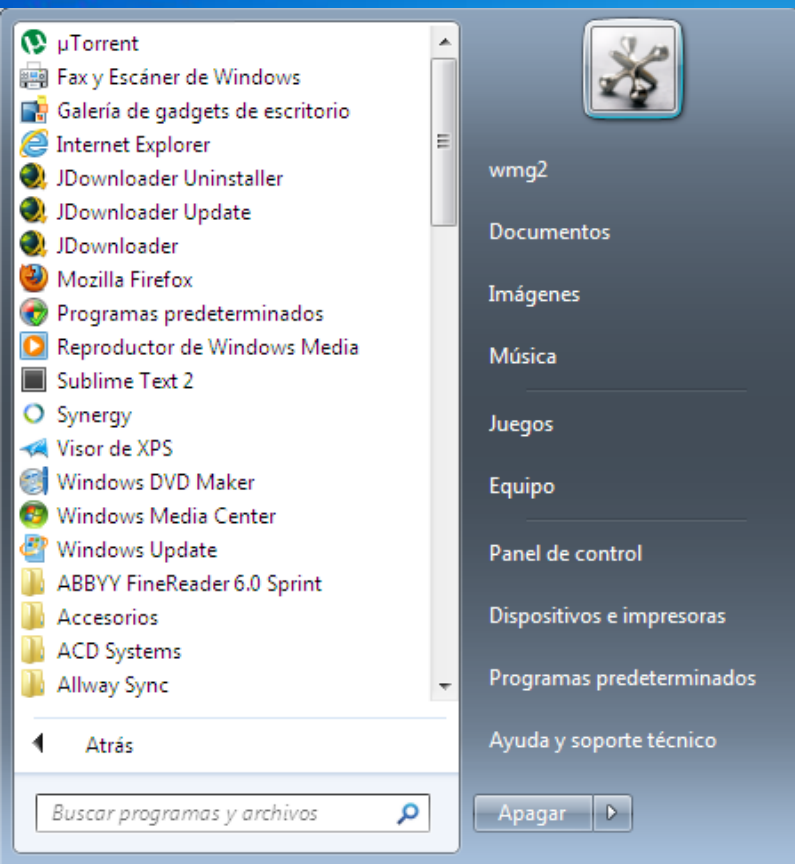 µTorrent
Fax y Escáner de Windows
Galería de gadgets de escritorio
Internet Explorer
JDownloader Uninstaller
JDownloader Update
JDownloader
Mozilla Firefox
Programas predeterminados
Reproductor de Windows Media
Sublime Text 2
Synergy
Visor de XPS
Windows DVD Maker
Windows Media Center
Windows Update
ABBYY FineReader 6.0 Sprint
Accesorios
ACD Systems
Allway Sync
Atrás
Buscar programas y archivos
wmg2
Documentos
Imágenes
Música
Juegos
Equipo
Panel de control
Dispositivos e impresoras
Programas predeterminados
Ayuda y soporte técnico
Apagar